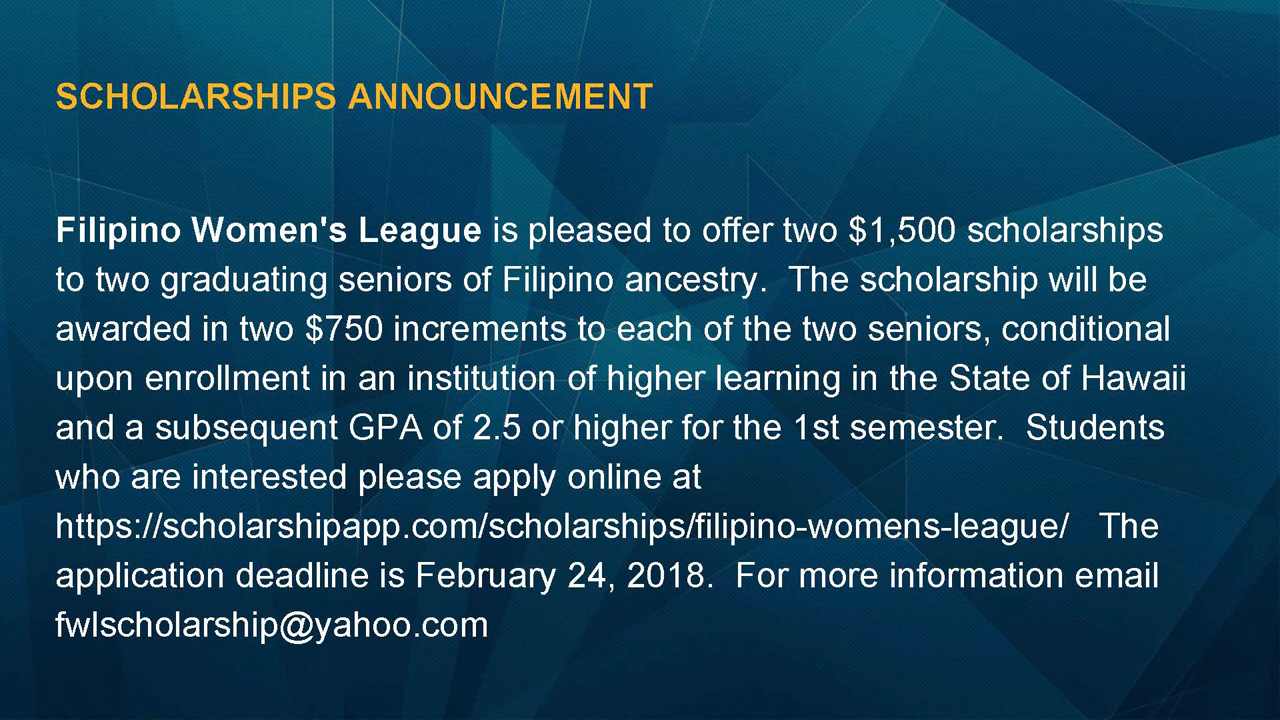 SCHOLARSHIPS ANNOUNCEMENT
Filipino Women's League is pleased to offer two $1,500 scholarships
to two graduating seniors of Filipino ancestry.  The scholarship will be
awarded in two $750 increments to each of the two seniors, conditional
upon enrollment in an institution of higher learning in the State of Hawaii
and a subsequent GPA of 2.5 or higher for the 1st semester.  Students
who are interested please apply online at
https://scholarshipapp.com/scholarships/filipino-womens-league/   The
application deadline is February 24, 2018.  For more information email
fwlscholarship@yahoo.com